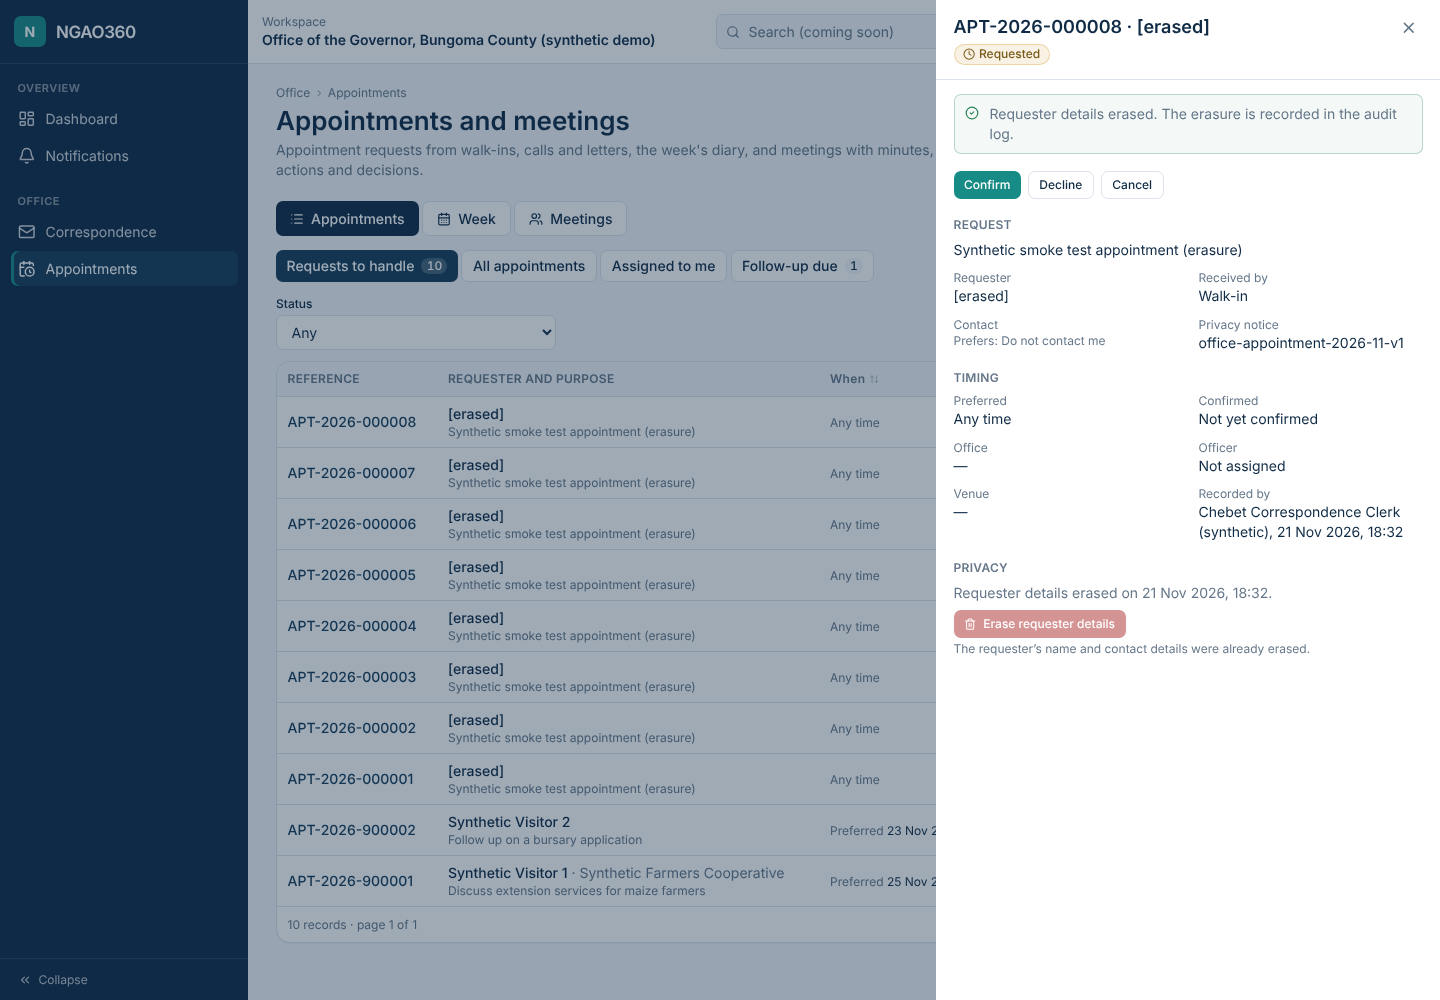 N NGAO360
OVERVIEW
Dashboard
Notifications
OFFICE
Correspondence
Appointments
Collapse
Workspace
Office of the Governor, Bungoma County (synthetic demo)
Search (coming soon)
Office › Appointments
Appointments and meetings
Appointment requests from walk-ins, calls and letters, the week's diary, and meetings with minutes,
actions and decisions.
Appointments Week Meetings
Requests to handle 10 All appointments Assigned to me Follow-up due 1
Status
Any
REFERENCE REQUESTER AND PURPOSE When
APT-2026-000008 [erased] Any time
Synthetic smoke test appointment (erasure)
APT-2026-000007 [erased] Any time
Synthetic smoke test appointment (erasure)
APT-2026-000006 [erased] Any time
Synthetic smoke test appointment (erasure)
APT-2026-000005 [erased] Any time
Synthetic smoke test appointment (erasure)
APT-2026-000004 [erased] Any time
Synthetic smoke test appointment (erasure)
APT-2026-000003 [erased] Any time
Synthetic smoke test appointment (erasure)
APT-2026-000002 [erased] Any time
Synthetic smoke test appointment (erasure)
APT-2026-000001 [erased] Any time
Synthetic smoke test appointment (erasure)
APT-2026-900002 Synthetic Visitor 2 Preferred 23 Nov 2
Follow up on a bursary application
APT-2026-900001 Synthetic Visitor 1 · Synthetic Farmers Cooperative Preferred 25 Nov 2
Discuss extension services for maize farmers
10 records · page 1 of 1
APT-2026-000008 · [erased]
Requested
Requester details erased. The erasure is recorded in the audit
log.
Confirm Decline Cancel
REQUEST
Synthetic smoke test appointment (erasure)
Requester Received by
[erased] Walk-in
Contact Privacy notice
Prefers: Do not contact me office-appointment-2026-11-v1
TIMING
Preferred Confirmed
Any time Not yet confirmed
Office Officer
— Not assigned
Venue Recorded by
— Chebet Correspondence Clerk
(synthetic), 21 Nov 2026, 18:32
PRIVACY
Requester details erased on 21 Nov 2026, 18:32.
Erase requester details
The requester’s name and contact details were already erased.